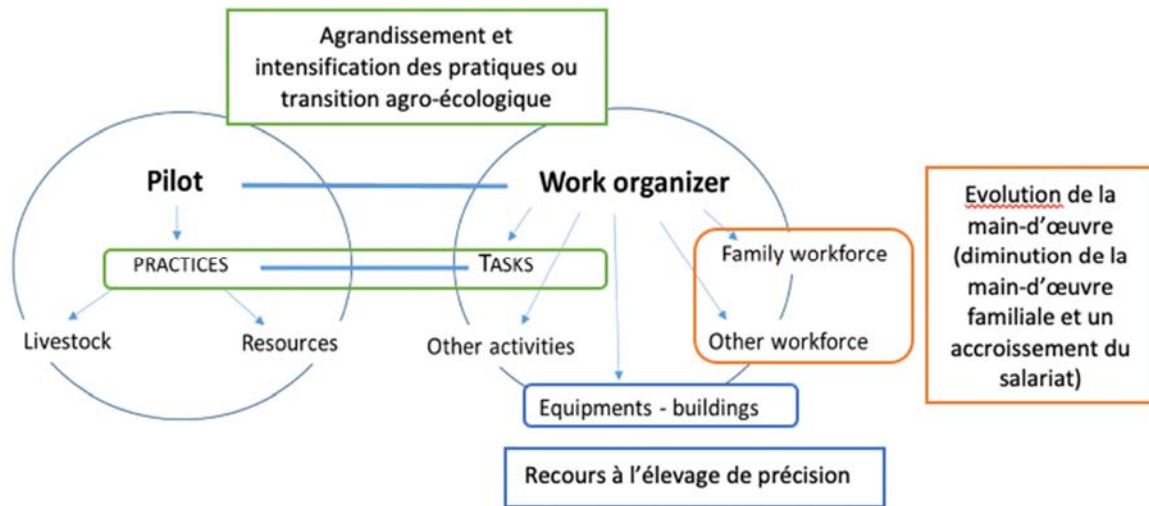 Agrandissement et
intensification des pratiques ou
transition agro-écologique
Pilot
Work organizer
PRACTICES
TASKS
Family workforce
Livestock
Resources
Other activities
Other workforce
Equipments - buildings
Recours à l'élevage de précision
Evolution de la
main-d'œuvre
(diminution de la
main-d'œuvre
familiale et un
accroissement du
salariat)